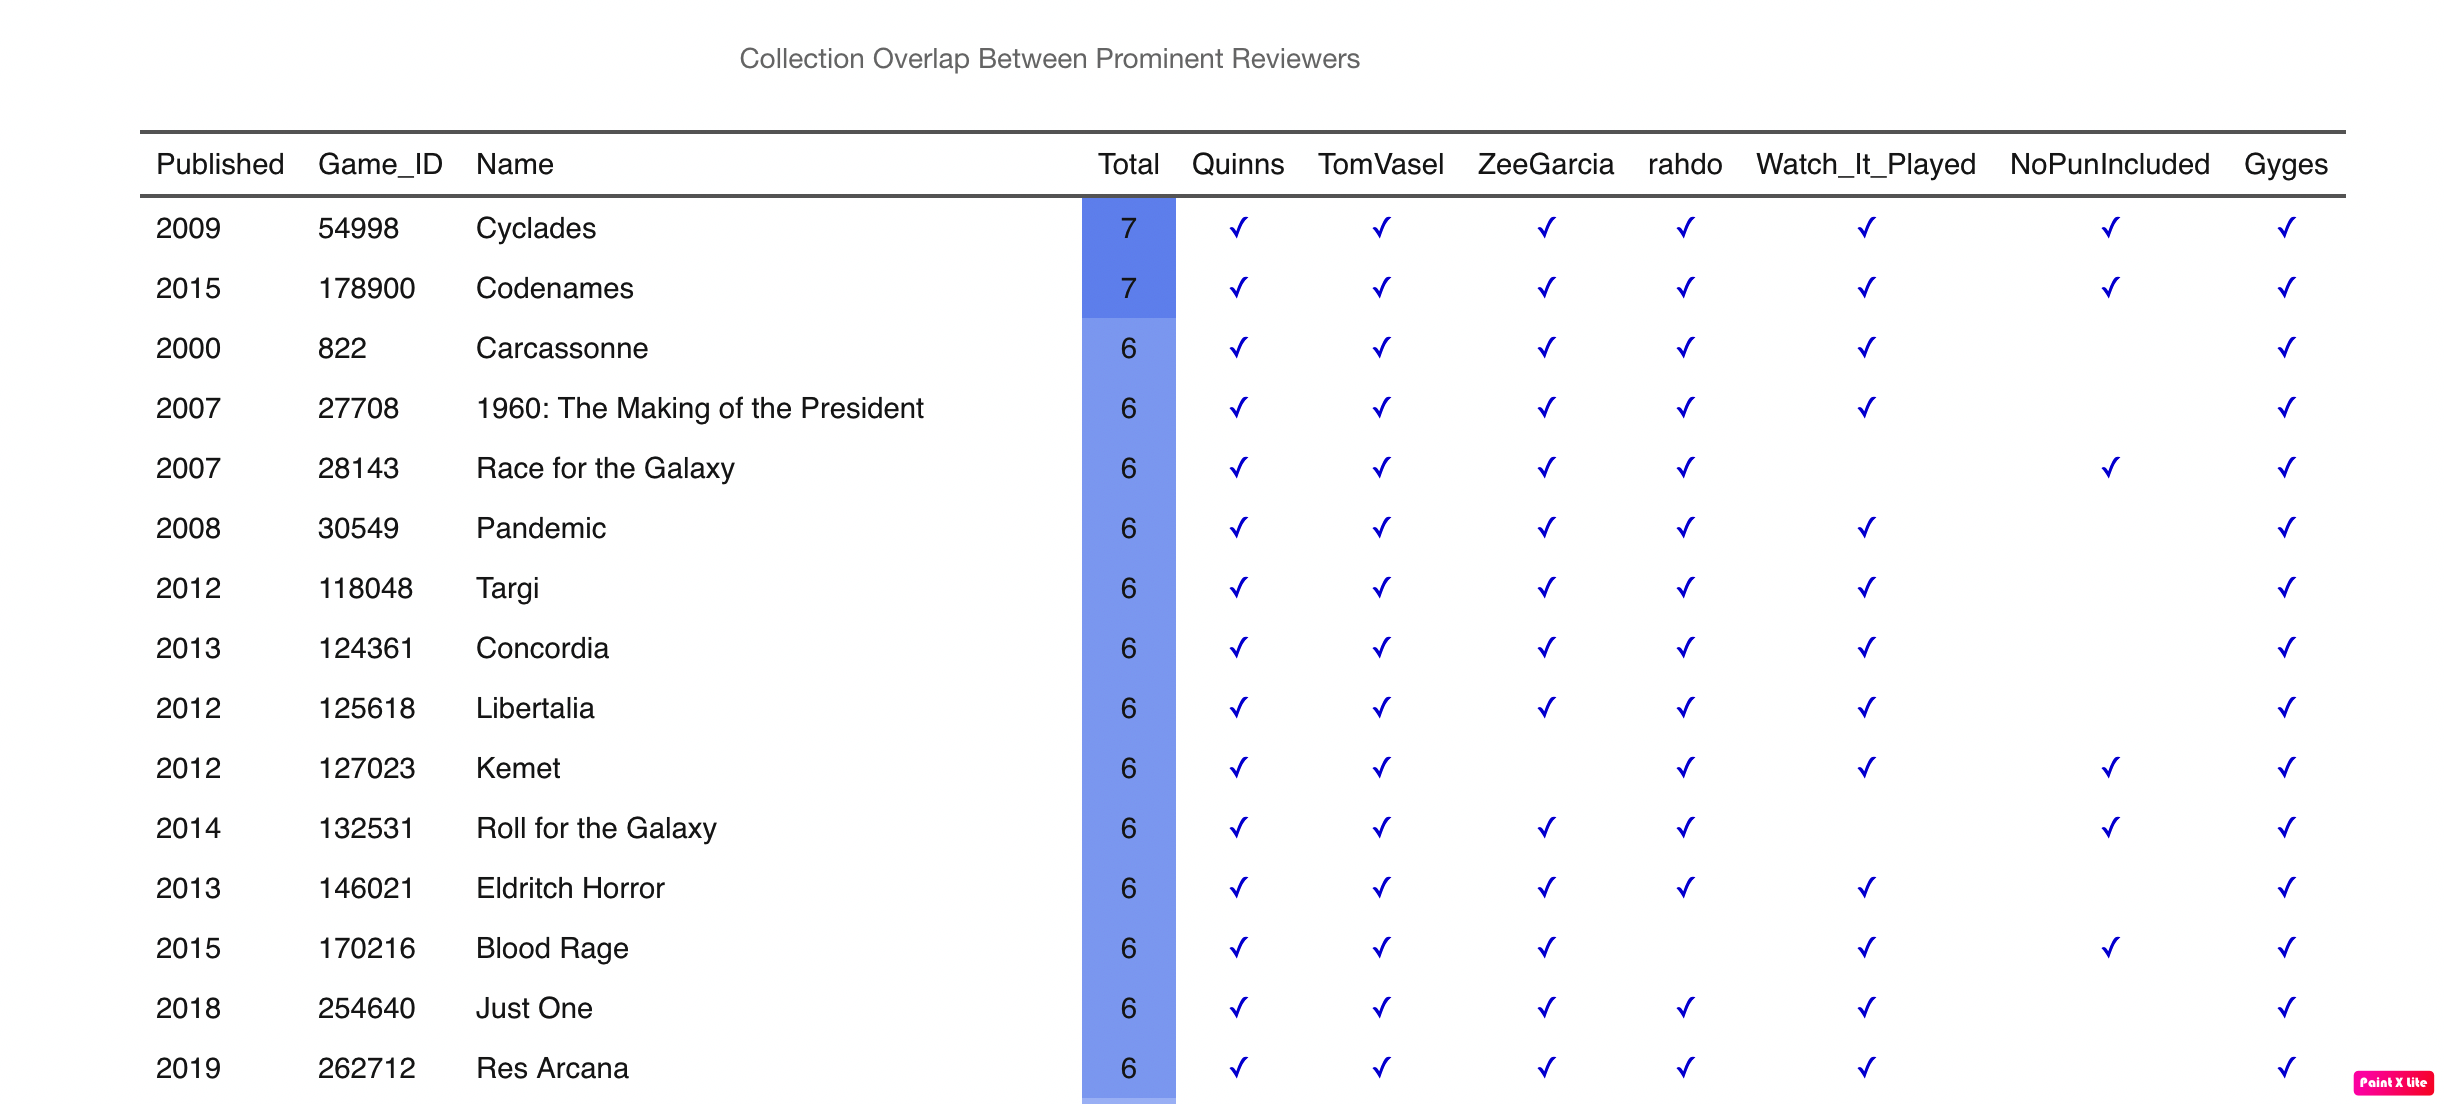 Collection Overlap Between Prominent Reviewers
Published Game_ID Name Total Quinns TomVasel ZeeGarcia rahdo Watch_It_Played NoPunIncluded Gyges
2009 54998 Cyclades 7 ✓ ✓ ✓ ✓ ✓ ✓ ✓
2015 178900 Codenames 7 ✓ ✓ ✓ ✓ ✓ ✓ ✓
2000 822 Carcassonne 6 ✓ ✓ ✓ ✓ ✓ ✓
2007 27708 1960: The Making of the President 6 ✓ ✓ ✓ ✓ ✓ ✓
2007 28143 Race for the Galaxy 6 ✓ ✓ ✓ ✓ ✓ ✓
2008 30549 Pandemic 6 ✓ ✓ ✓ ✓ ✓ ✓
2012 118048 Targi 6 ✓ ✓ ✓ ✓ ✓ ✓
2013 124361 Concordia 6 ✓ ✓ ✓ ✓ ✓ ✓
2012 125618 Libertalia 6 ✓ ✓ ✓ ✓ ✓ ✓
2012 127023 Kemet 6 ✓ ✓ ✓ ✓ ✓ ✓
2014 132531 Roll for the Galaxy 6 ✓ ✓ ✓ ✓ ✓ ✓
2013 146021 Eldritch Horror 6 ✓ ✓ ✓ ✓ ✓ ✓
2015 170216 Blood Rage 6 ✓ ✓ ✓ ✓ ✓ ✓
2018 254640 Just One 6 ✓ ✓ ✓ ✓ ✓ ✓
2019 262712 Res Arcana 6 ✓ ✓ ✓ ✓ ✓ ✓
Paint X Lite